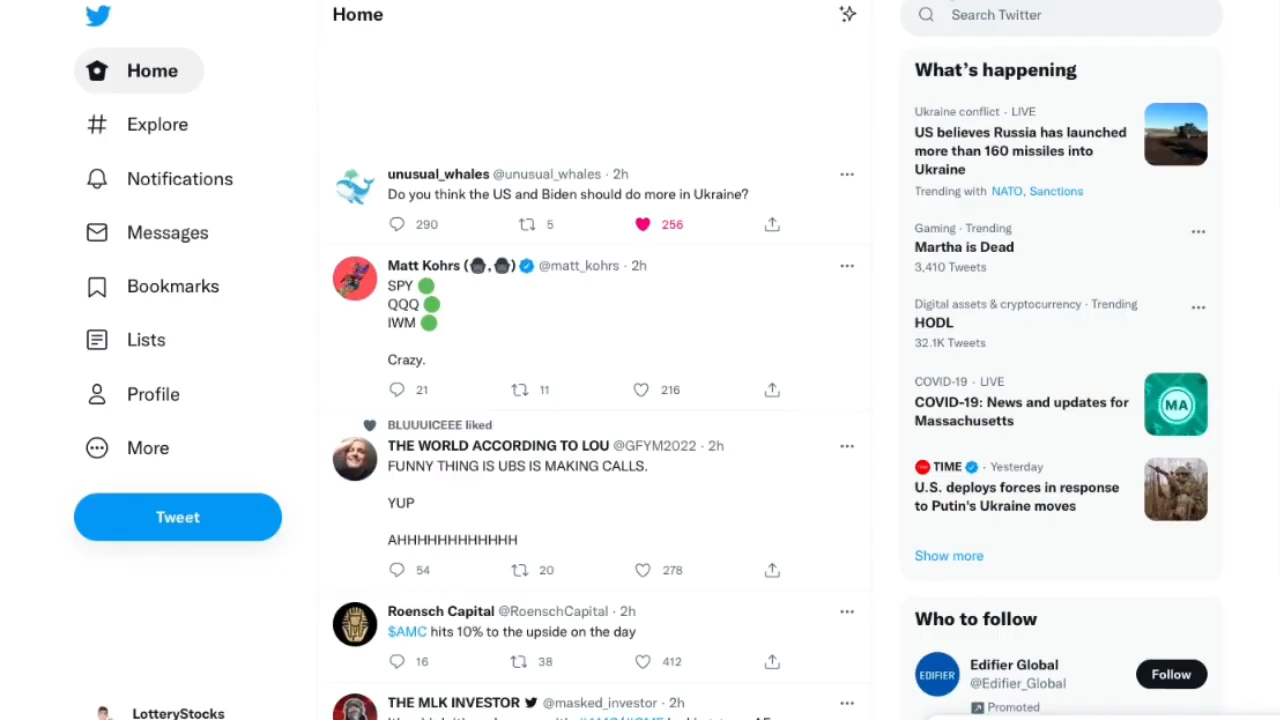 Home
Explore
Notifications
Messages
Bookmarks
Lists
Profile
More
Tweet
LotteryStocks
Home
unusual_whales @unusual_whales · 2h
Do you think the US and Biden should do more in Ukraine?
290 5 256
Matt Kohrs @matt_kohrs · 2h
SPY
QQQ
IWM
Crazy.
21 11 216
BLUUUICEEE liked
THE WORLD ACCORDING TO LOU @GFYM2022 · 2h
FUNNY THING IS UBS IS MAKING CALLS.
YUP
AHHHHHHHHHHHH
54 20 278
Roensch Capital @RoenschCapital · 2h
$AMC hits 10% to the upside on the day
16 38 412
THE MLK INVESTOR @masked_investor · 2h
Search Twitter
What's happening
Ukraine conflict · LIVE
US believes Russia has launched
more than 160 missiles into
Ukraine
Trending with NATO, Sanctions
Gaming · Trending
Martha is Dead
3,410 Tweets
Digital assets & cryptocurrency · Trending
HODL
32.1K Tweets
COVID-19 · LIVE
COVID-19: News and updates for
Massachusetts
MA
TIME · Yesterday
U.S. deploys forces in response
to Putin's Ukraine moves
Show more
Who to follow
EDIFIER
Edifier Global
@Edifier_Global
Follow
Promoted